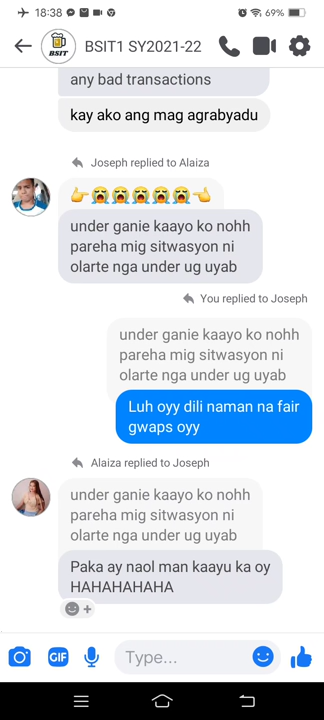 18:38
69%
BSIT
BSIT1 SY2021-22
any bad transactions
kay ako ang mag agrabyadu
Joseph replied to Alaiza
under ganie kaayo ko nohh
pareha mig sitwasyon ni
olarte nga under ug uyab
You replied to Joseph
under ganie kaayo ko nohh
pareha mig sitwasyon ni
olarte nga under ug uyab
Luh oyy dili naman na fair
gwaps oyy
Alaiza replied to Joseph
under ganie kaayo ko nohh
pareha mig sitwasyon ni
olarte nga under ug uyab
Paka ay naol man kaayu ka oy
HAHAHAHAHA
GIF
Type...